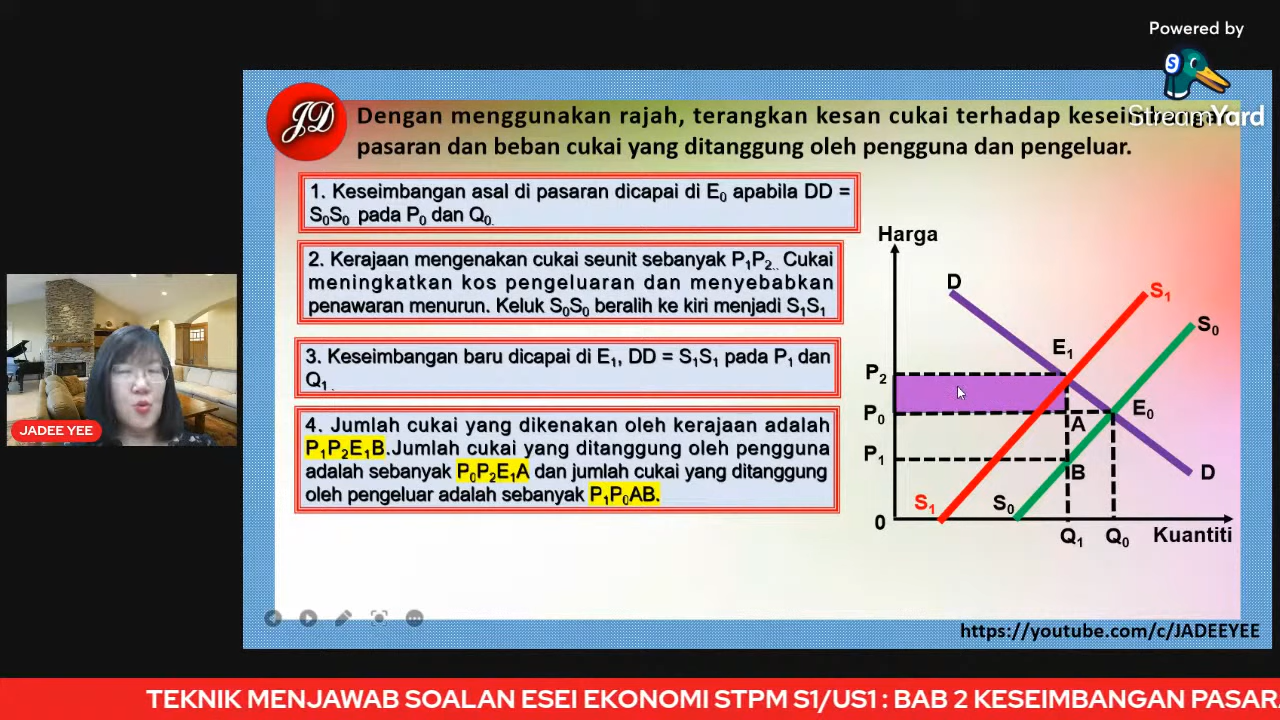 Powered by
S
StreamYard
JD
Dengan menggunakan rajah, terangkan kesan cukai terhadap
pasaran dan beban cukai yang ditanggung oleh pengguna dan pengeluar.
1. Keseimbangan asal di pasaran dicapai di E₀ apabila DD =
S₀S₀ pada P₀ dan Q₀.
2. Kerajaan mengenakan cukai seunit sebanyak P₁P₂.. Cukai
meningkatkan kos pengeluaran dan menyebabkan
penawaran menurun. Keluk S₀S₀ beralih ke kiri menjadi S₁S₁
3. Keseimbangan baru dicapai di E₁, DD = S₁S₁ pada P₁ dan
Q₁.
4. Jumlah cukai yang dikenakan oleh kerajaan adalah
P₁P₂E₁B.Jumlah cukai yang ditanggung oleh pengguna
adalah sebanyak P₀P₂E₁A dan jumlah cukai yang ditanggung
oleh pengeluar adalah sebanyak P₁P₀AB.
Harga
D
S₁
S₀
E₁
P₂
P₀
E₀
A
P₁
B
D
S₁
S₀
0
Q₁
Q₀
Kuantiti
JADEE YEE
https://youtube.com/c/JADEEYEE
TEKNIK MENJAWAB SOALAN ESEI EKONOMI STPM S1/US1 : BAB 2 KESEIMBANGAN PASAR